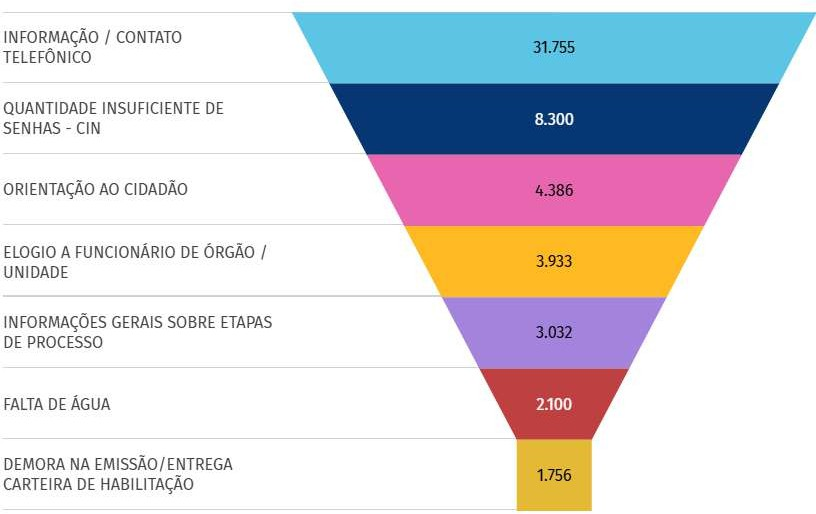 INFORMAÇÃO / CONTATO
TELEFÔNICO
31.755
QUANTIDADE INSUFICIENTE DE
SENHAS - CIN
8.300
ORIENTAÇÃO AO CIDADÃO
4.386
ELOGIO A FUNCIONÁRIO DE ÓRGÃO /
UNIDADE
3.933
INFORMAÇÕES GERAIS SOBRE ETAPAS
DE PROCESSO
3.032
FALTA DE ÁGUA
2.100
DEMORA NA EMISSÃO/ENTREGA
CARTEIRA DE HABILITAÇÃO
1.756